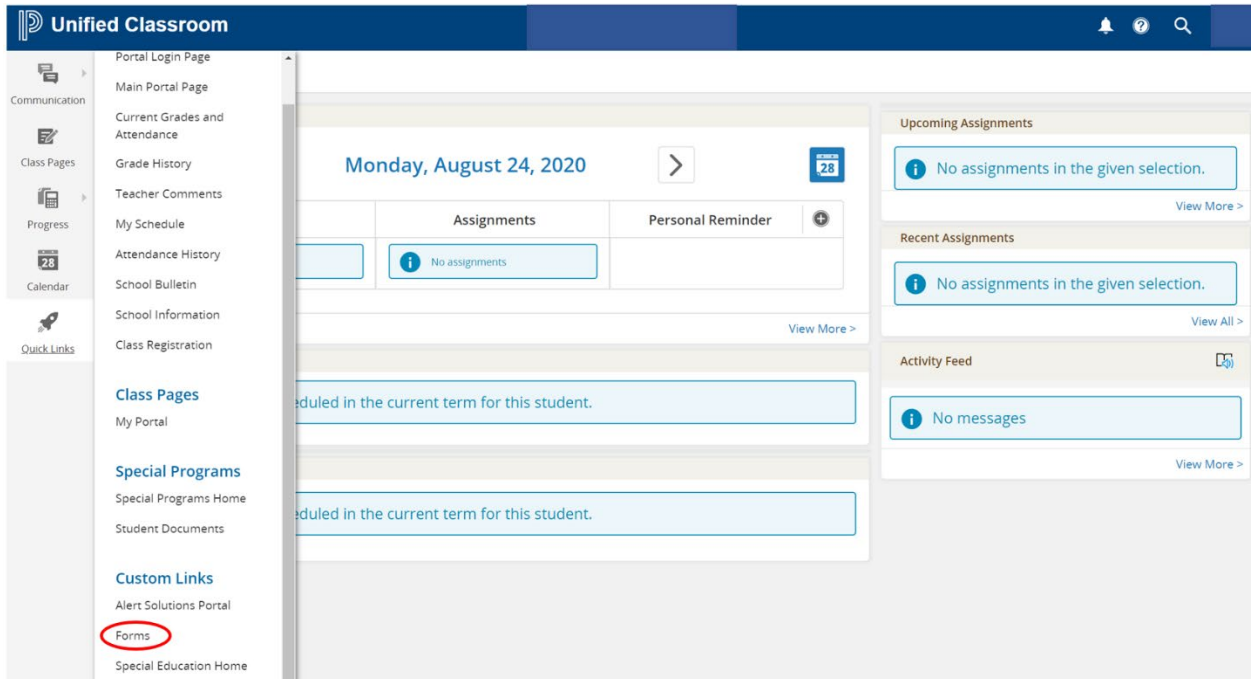 Unified Classroom
Communication
Class Pages
Progress
28
Calendar
Quick Links
Portal Login Page
Main Portal Page
Current Grades and
Attendance
Grade History
Teacher Comments
My Schedule
Attendance History
School Bulletin
School Information
Class Registration
Class Pages
My Portal
Special Programs
Special Programs Home
Student Documents
Custom Links
Alert Solutions Portal
Forms
Special Education Home
Monday, August 24, 2020
28
Assignments Personal Reminder
No assignments
View More >
eduled in the current term for this student.
eduled in the current term for this student.
Upcoming Assignments
No assignments in the given selection.
View More >
Recent Assignments
No assignments in the given selection.
View All >
Activity Feed
No messages
View More >